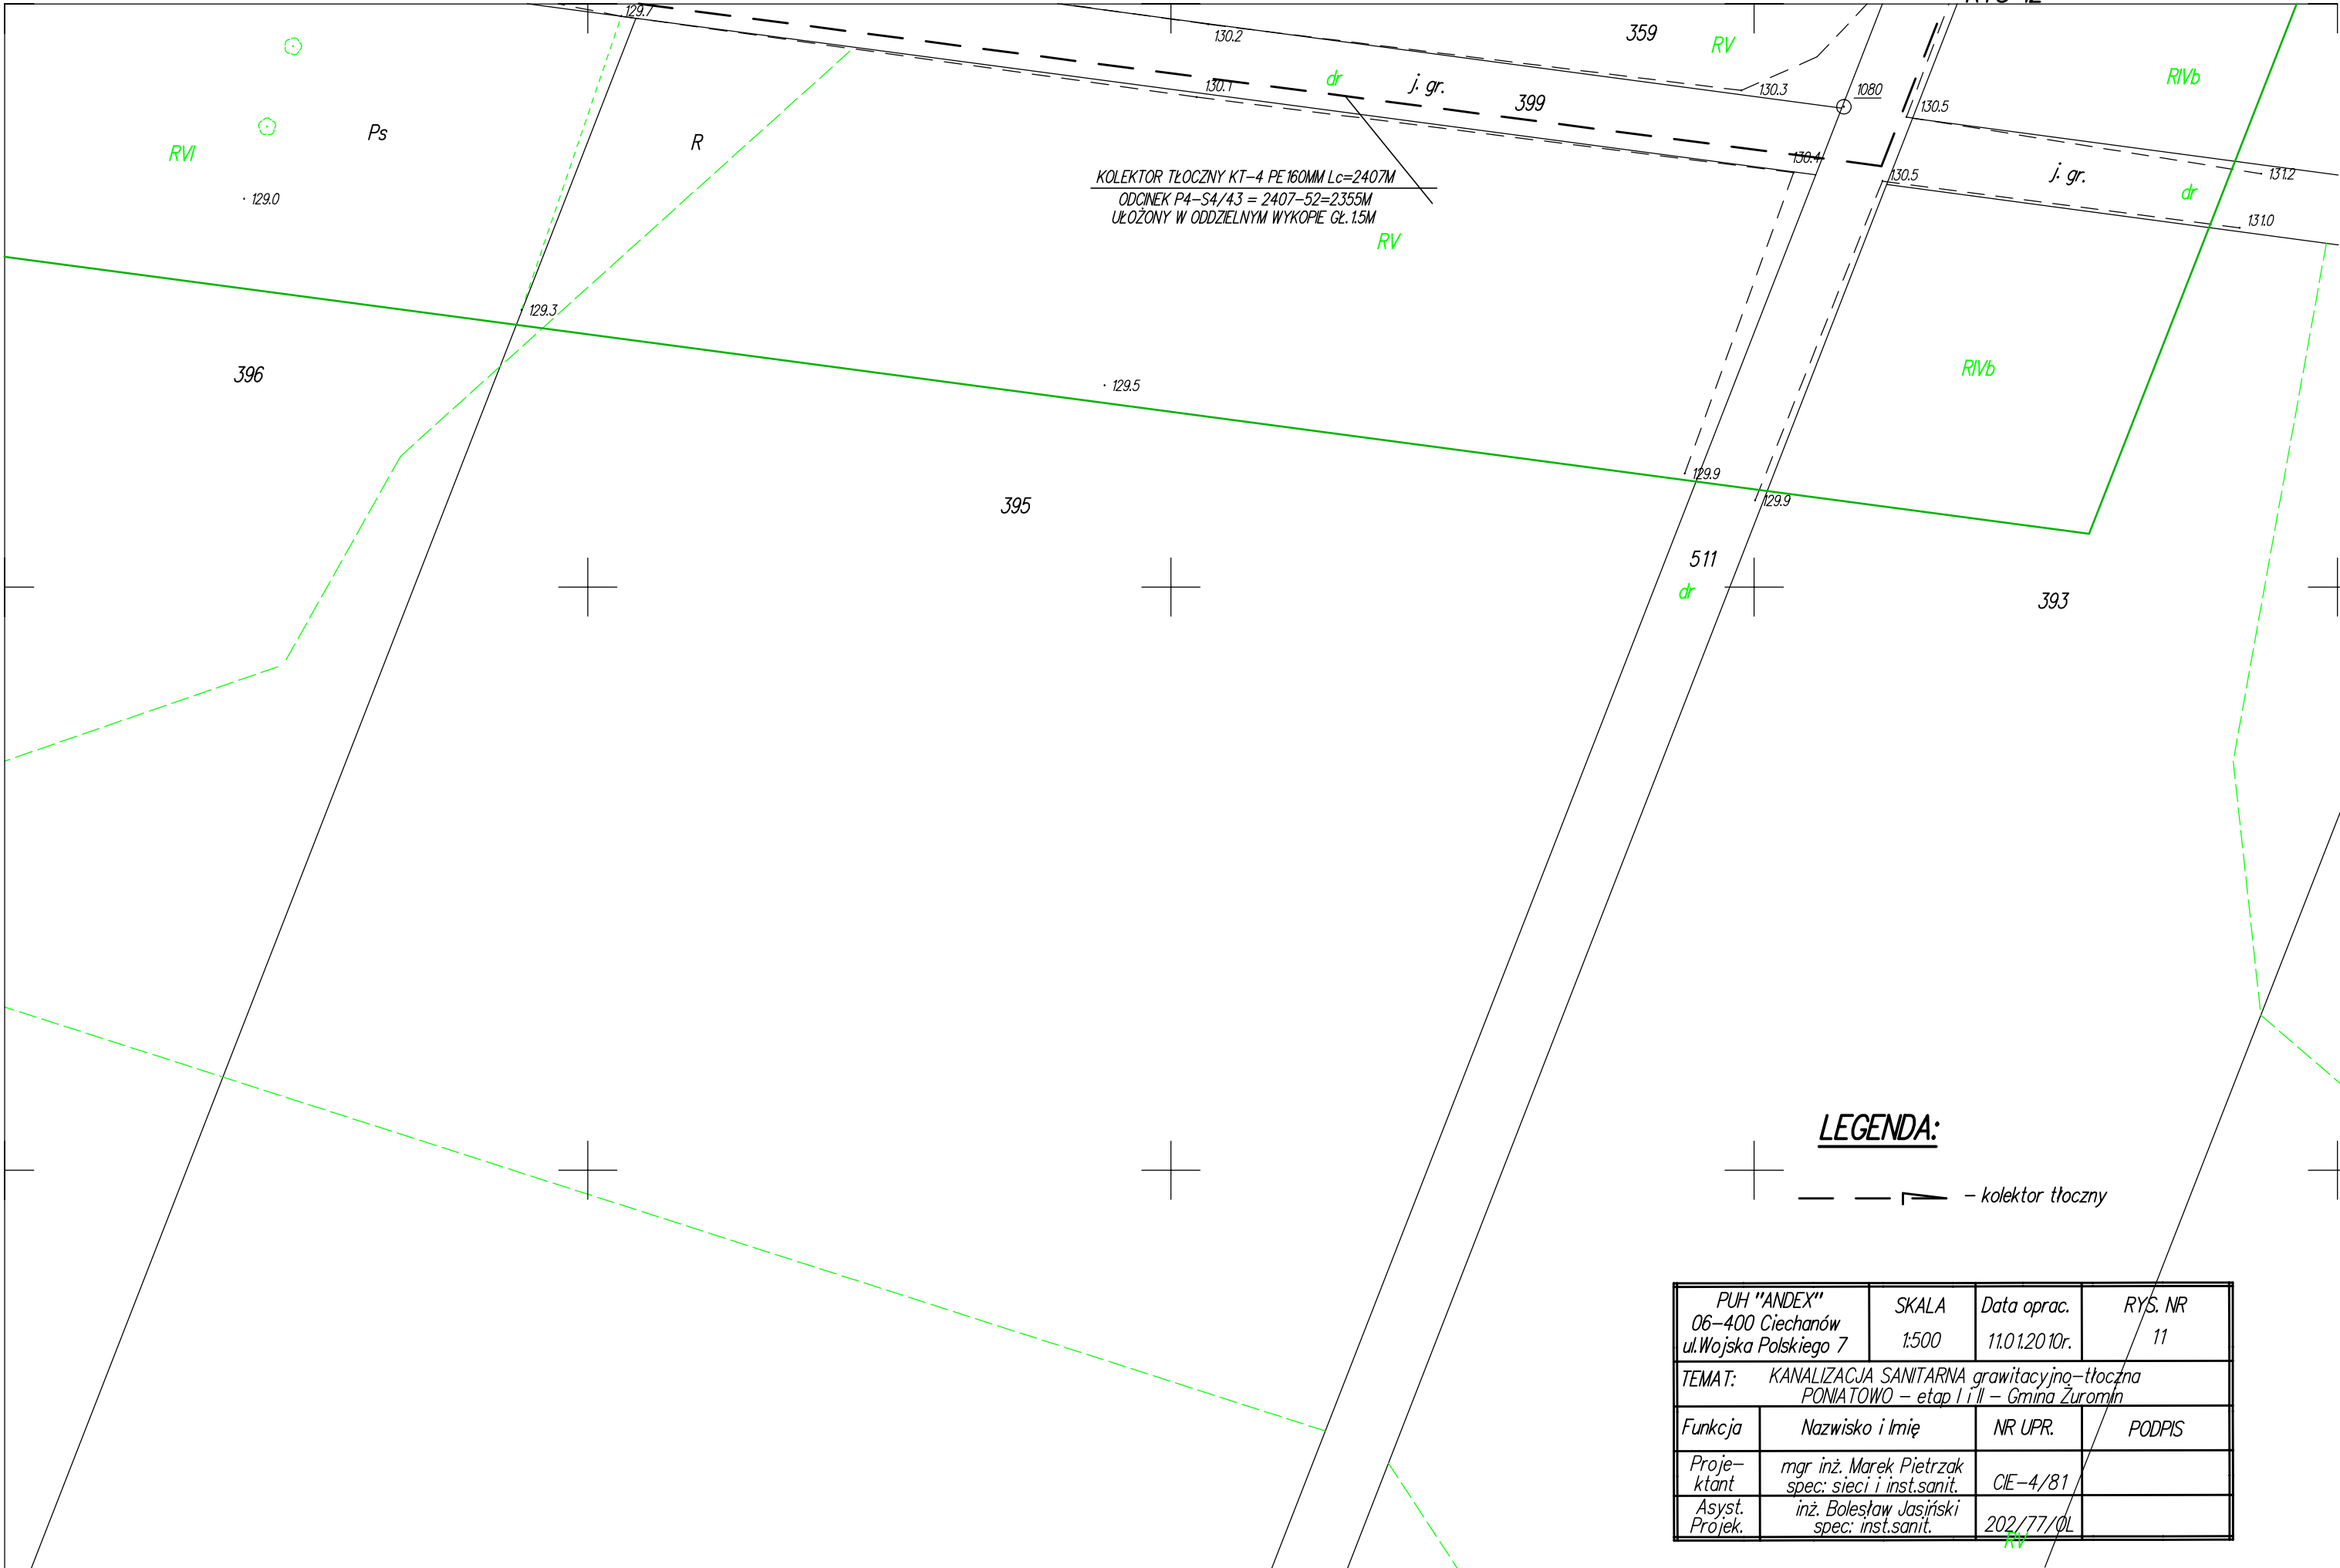 129.7
130.2
359
RV
RYS 12
RIVb
dr
j. gr.
130.1
399
130.3
1080
130.5
Ps
RVI
R
129.0
130.4
130.5
j. gr.
131.2
dr
131.0
KOLEKTOR TŁOCZNY KT-4 PE160MM Lc=2407M
ODCINEK P4-S4/43 = 2407-52=2355M
UŁOŻONY W ODDZIELNYM WYKOPIE GŁ.1.5M
RV
129.3
396
129.5
RIVb
129.9
129.9
395
511
dr
393
LEGENDA:
- kolektor tłoczny
PUH "ANDEX"
06-400 Ciechanów
ul.Wojska Polskiego 7
SKALA
1:500
Data oprac.
11.01.2010r.
RYS. NR
11
TEMAT: KANALIZACJA SANITARNA grawitacyjno-tłoczna
PONIATOWO - etap I i II - Gmina Żuromin
Funkcja Nazwisko i Imię NR UPR. PODPIS
Proje-
ktant
mgr inż. Marek Pietrzak
spec: sieci i inst.sanit.
CIE-4/81
Asyst.
Projek.
inż. Bolesław Jasiński
spec: inst.sanit.
202/77/OL
RV